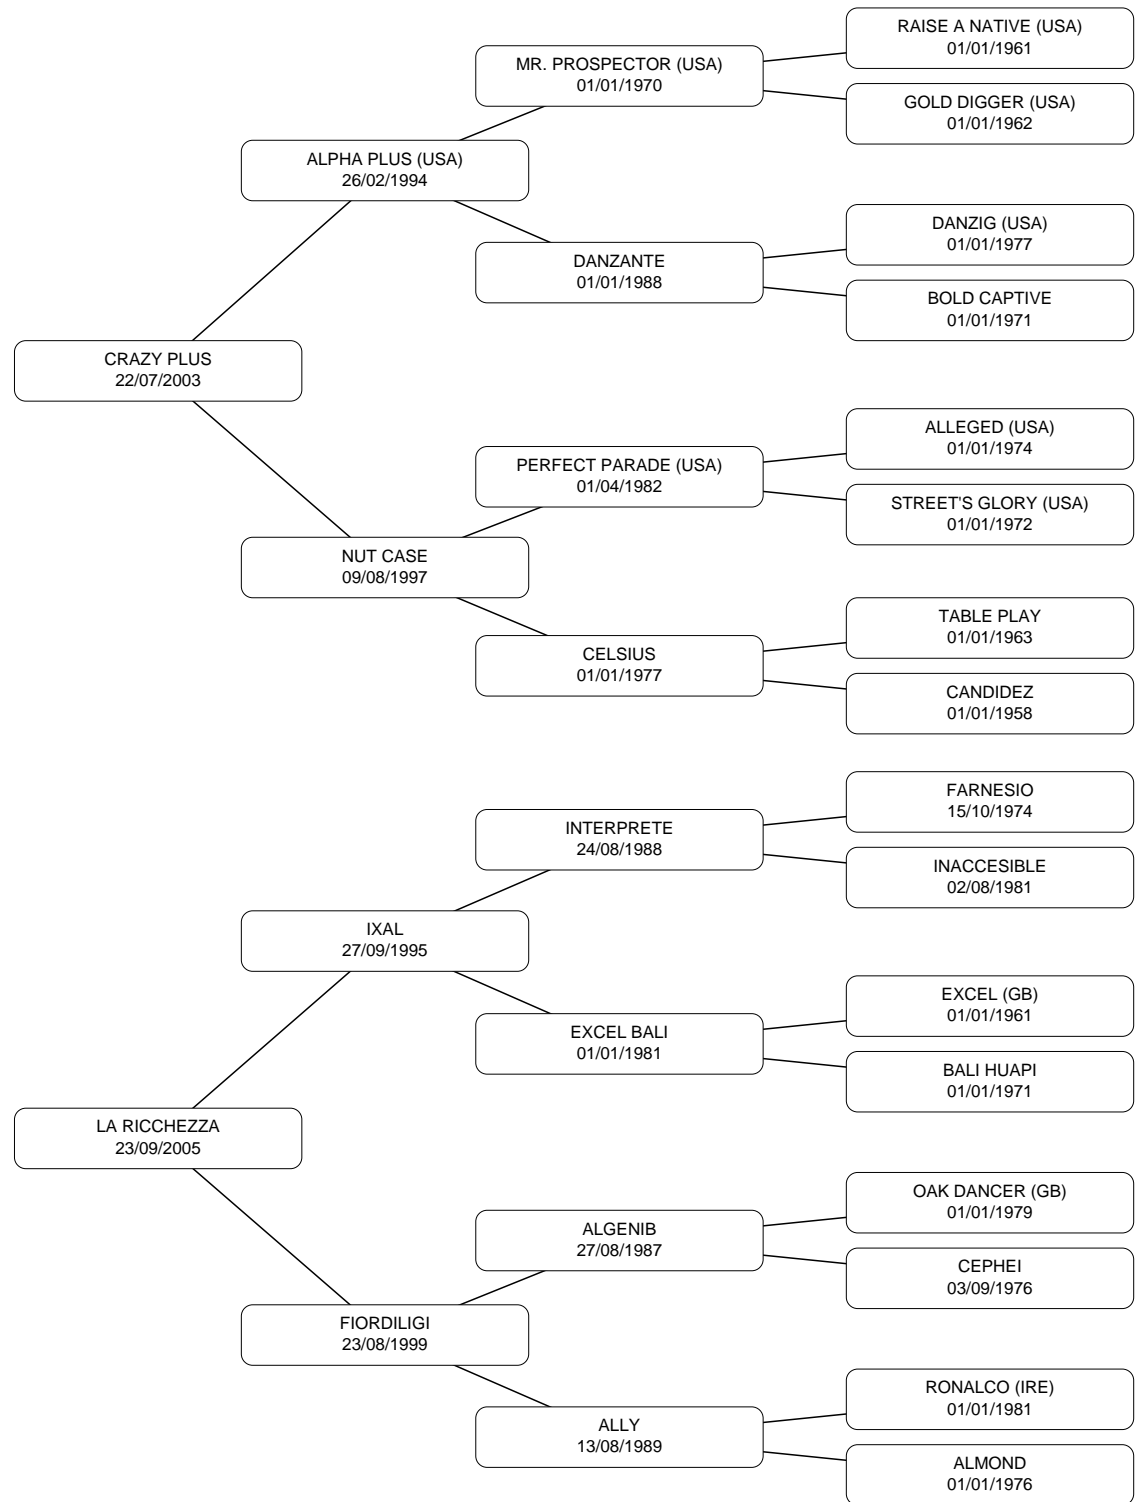 RAISE A NATIVE (USA)
01/01/1961
MR. PROSPECTOR (USA)
01/01/1970
GOLD DIGGER (USA)
01/01/1962
ALPHA PLUS (USA)
26/02/1994
DANZIG (USA)
01/01/1977
DANZANTE
01/01/1988
BOLD CAPTIVE
01/01/1971
CRAZY PLUS
22/07/2003
ALLEGED (USA)
01/01/1974
PERFECT PARADE (USA)
01/04/1982
STREET'S GLORY (USA)
01/01/1972
NUT CASE
09/08/1997
TABLE PLAY
01/01/1963
CELSIUS
01/01/1977
CANDIDEZ
01/01/1958
FARNESIO
15/10/1974
INTERPRETE
24/08/1988
INACCESIBLE
02/08/1981
IXAL
27/09/1995
EXCEL (GB)
01/01/1961
EXCEL BALI
01/01/1981
BALI HUAPI
01/01/1971
LA RICCHEZZA
23/09/2005
OAK DANCER (GB)
01/01/1979
ALGENIB
27/08/1987
CEPHEI
03/09/1976
FIORDILIGI
23/08/1999
RONALCO (IRE)
01/01/1981
ALLY
13/08/1989
ALMOND
01/01/1976